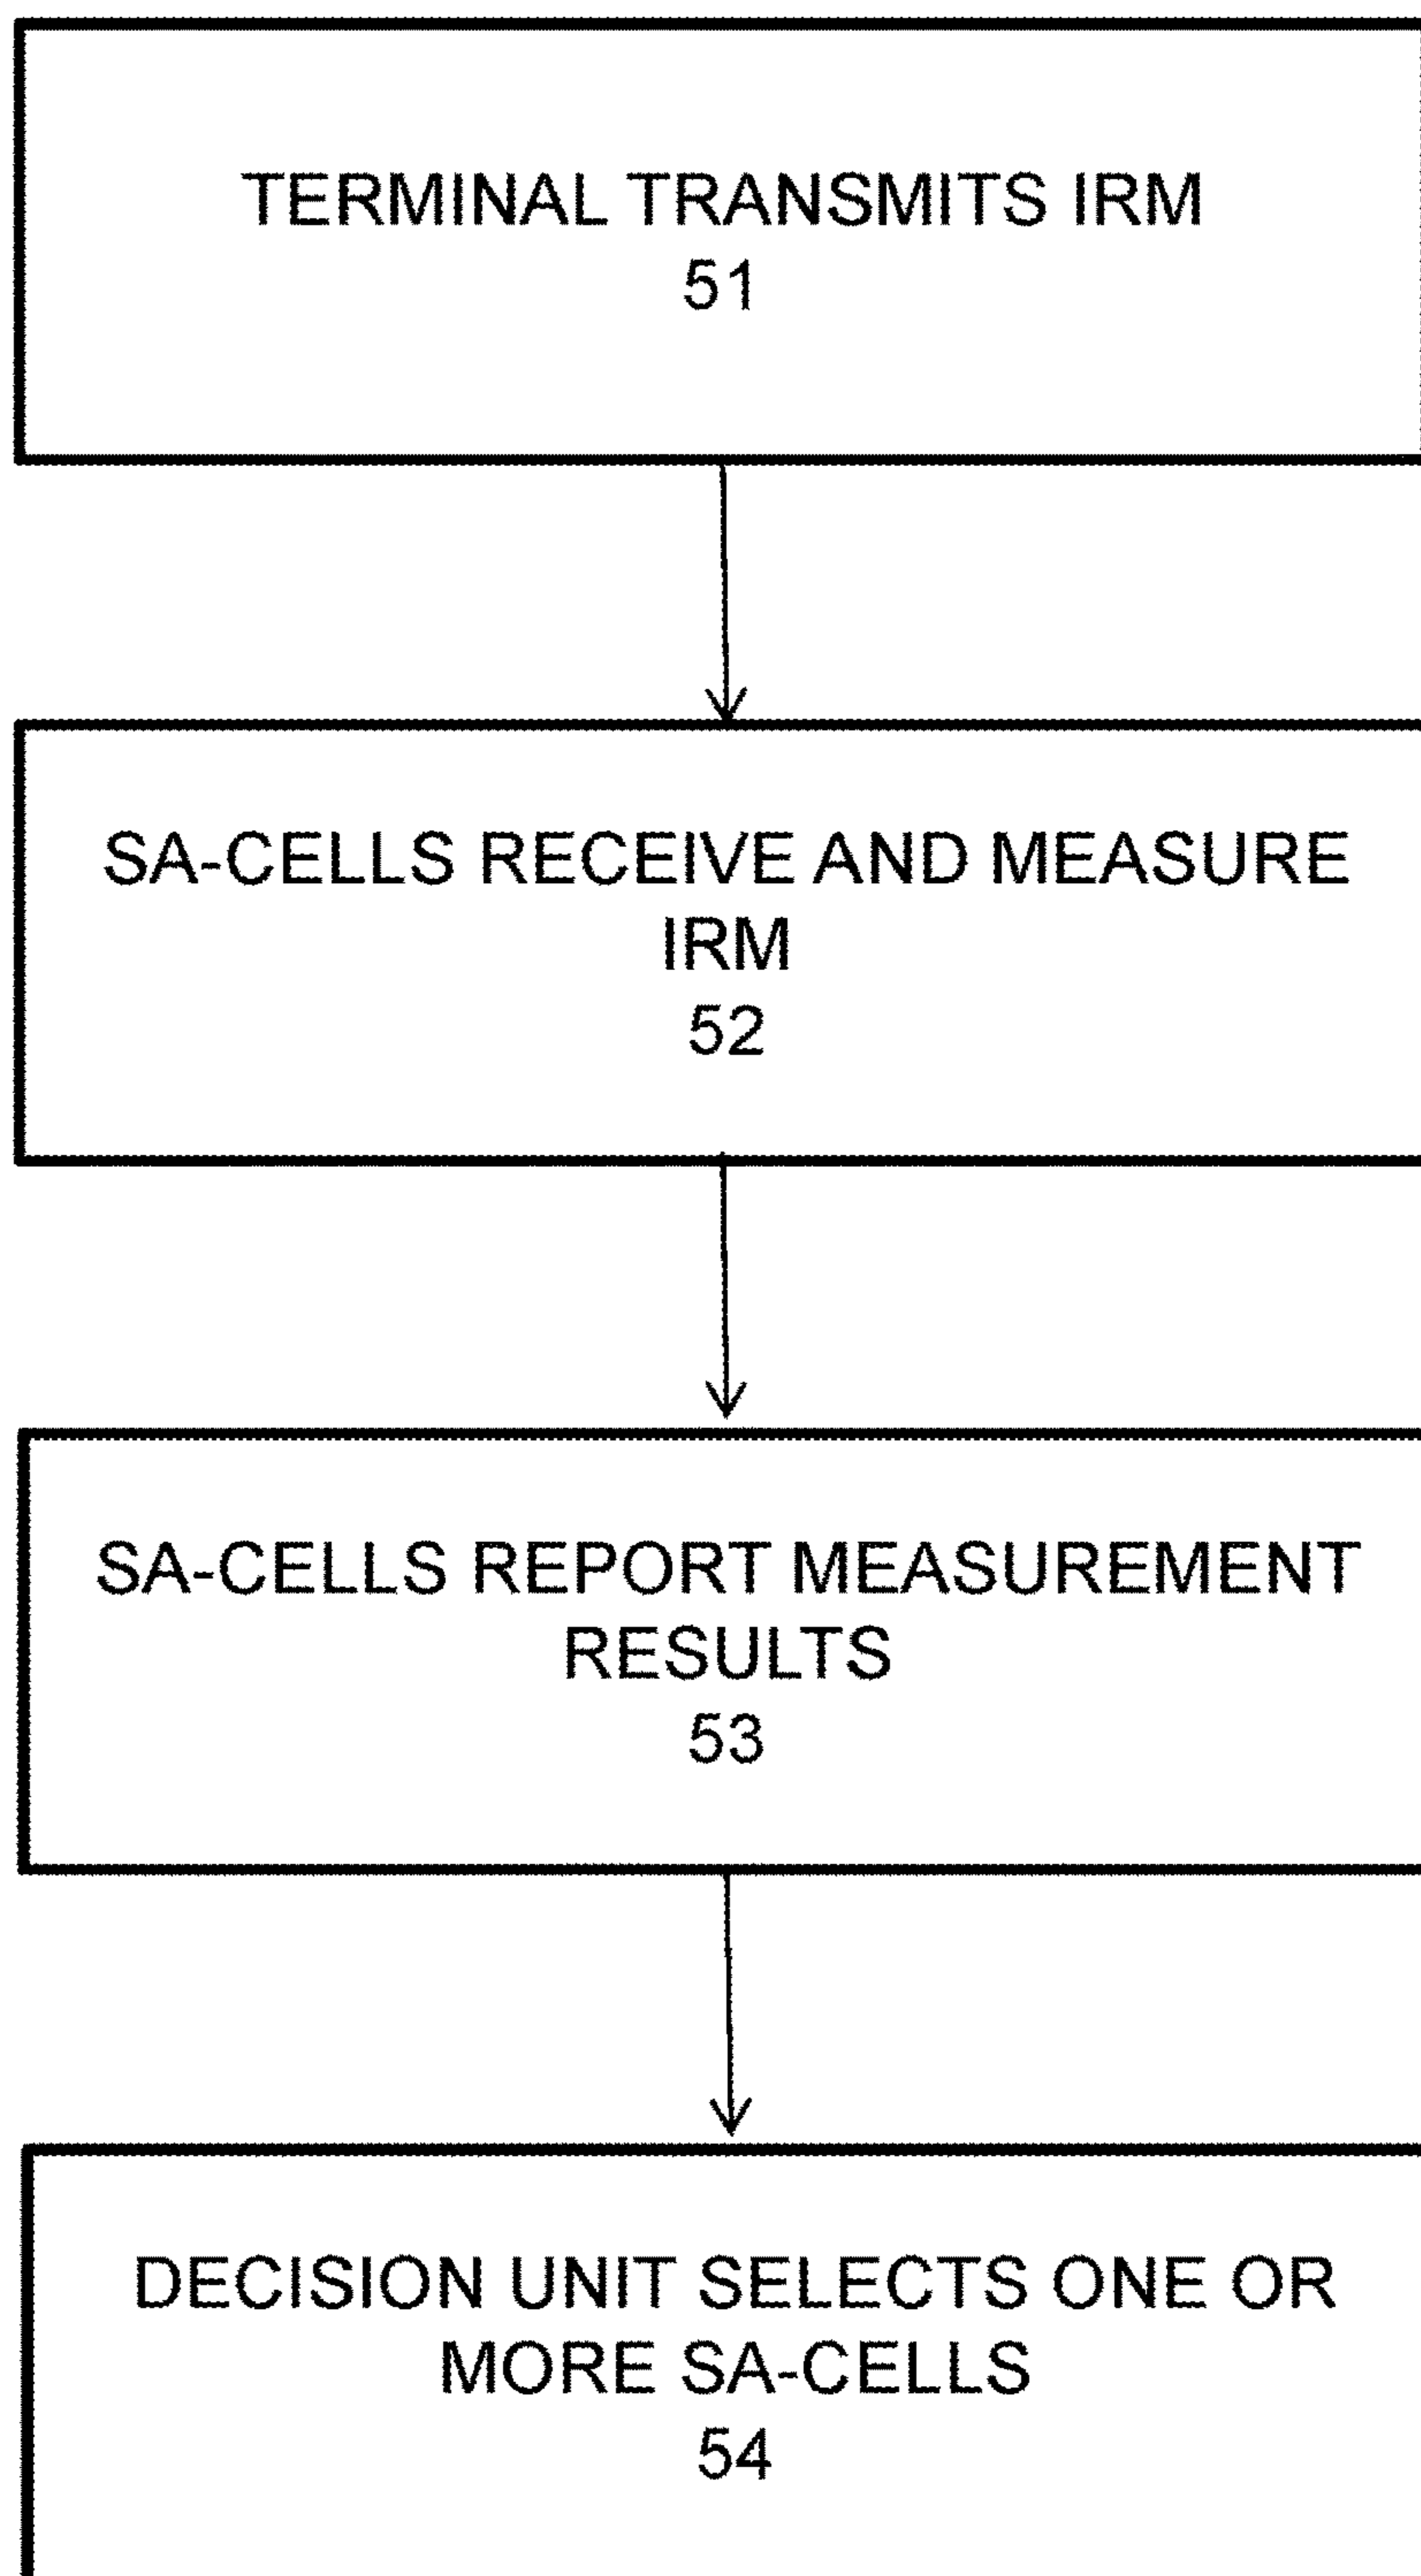 TERMINAL TRANSMITS IRM
51
SA-CELLS RECEIVE AND MEASURE
IRM
52
SA-CELLS REPORT MEASUREMENT
RESULTS
53
DECISION UNIT SELECTS ONE OR
MORE SA-CELLS
54